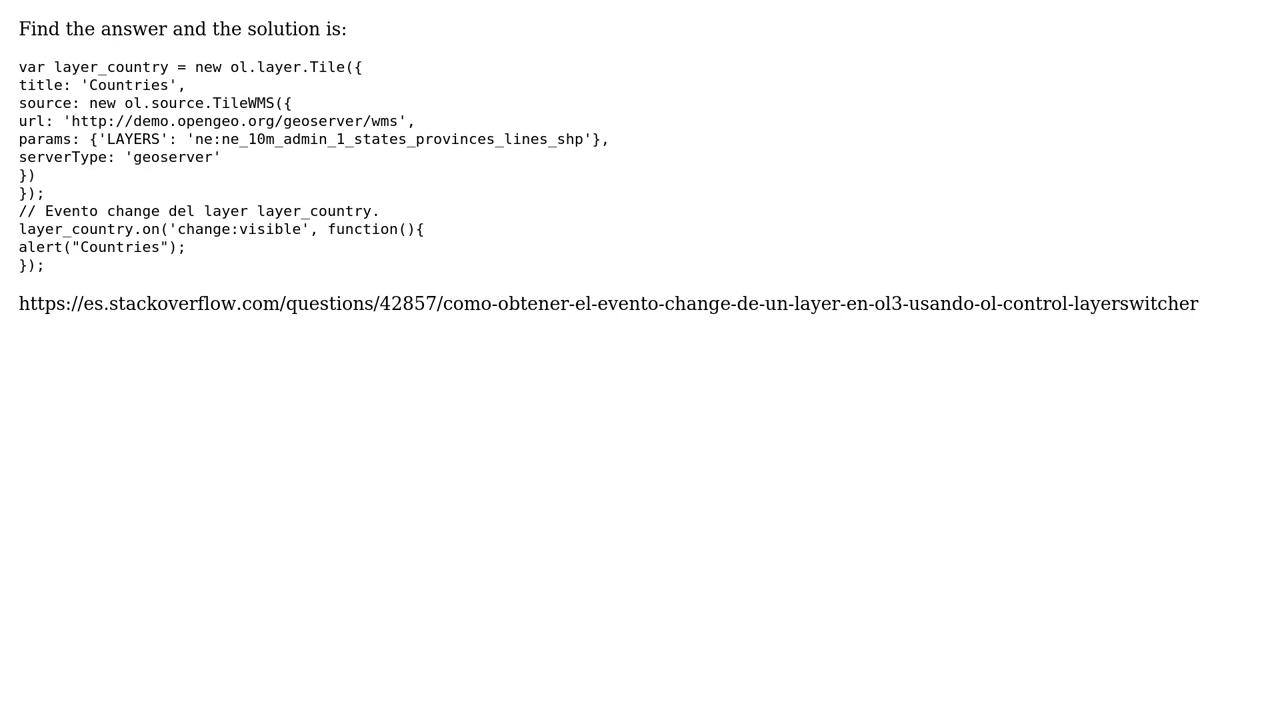 Find the answer and the solution is:
var layer_country = new ol.layer.Tile({
title: 'Countries',
source: new ol.source.TileWMS({
url: 'http://demo.opengeo.org/geoserver/wms',
params: {'LAYERS': 'ne:ne_10m_admin_1_states_provinces_lines_shp'},
serverType: 'geoserver'
})
});
// Evento change del layer layer_country.
layer_country.on('change:visible', function(){
alert("Countries");
});
https://es.stackoverflow.com/questions/42857/como-obtener-el-evento-change-de-un-layer-en-ol3-usando-ol-control-layerswitcher